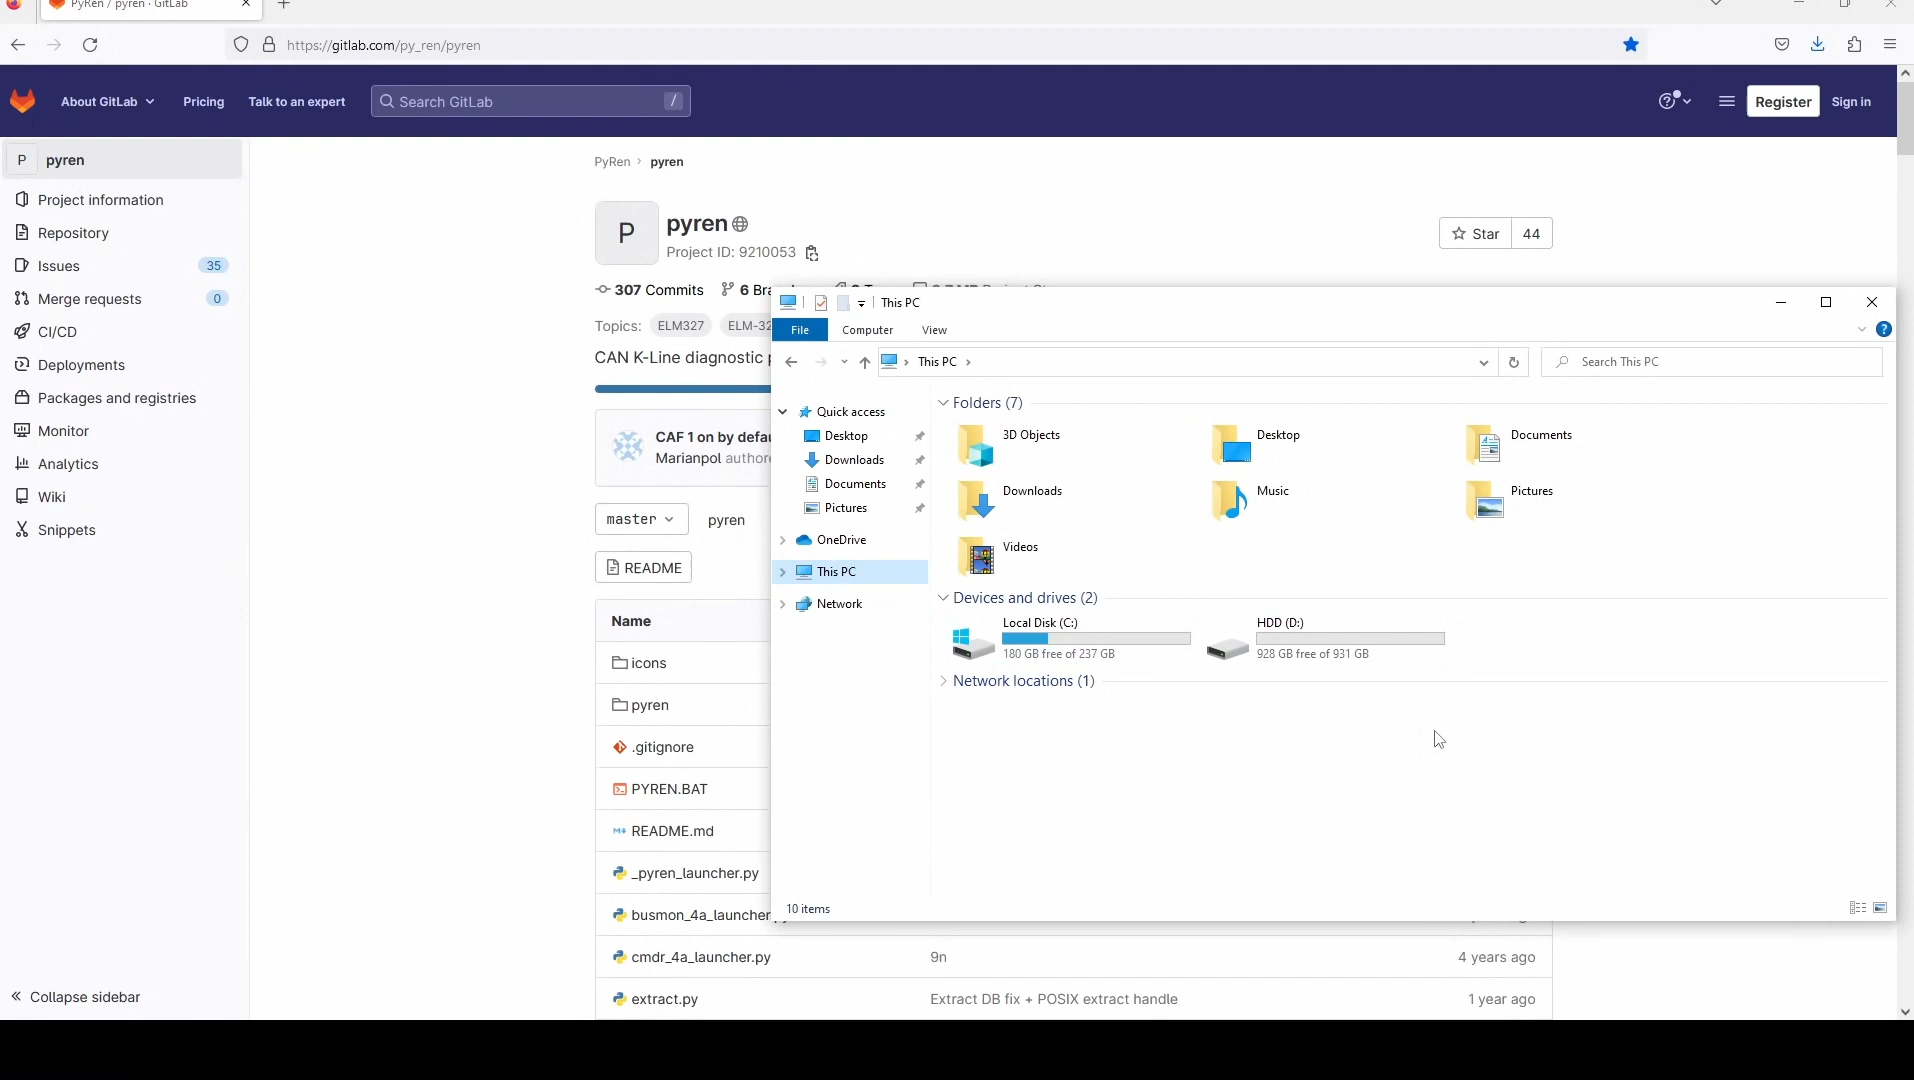 PyRen / pyren · GitLab
https://gitlab.com/py_ren/pyren
About GitLab
Pricing
Talk to an expert
Search GitLab
/
Register
Sign in
P
pyren
Project information
Repository
Issues
35
Merge requests
0
CI/CD
Deployments
Packages and registries
Monitor
Analytics
Wiki
Snippets
Collapse sidebar
PyRen
pyren
P
pyren
Project ID: 9210053
Star
44
307 Commits
6 Bra
Topics:
ELM327
ELM-32
CAN K-Line diagnostic
CAF 1 on by defau
Marianpol authore
master
pyren
README
Name
icons
pyren
.gitignore
PYREN.BAT
README.md
_pyren_launcher.py
busmon_4a_launcher
cmdr_4a_launcher.py
9n
4 years ago
extract.py
Extract DB fix + POSIX extract handle
1 year ago
This PC
File
Computer
View
This PC
Search This PC
Quick access
Desktop
Downloads
Documents
Pictures
OneDrive
This PC
Network
Folders (7)
3D Objects
Desktop
Documents
Downloads
Music
Pictures
Videos
Devices and drives (2)
Local Disk (C:)
180 GB free of 237 GB
HDD (D:)
928 GB free of 931 GB
Network locations (1)
10 items